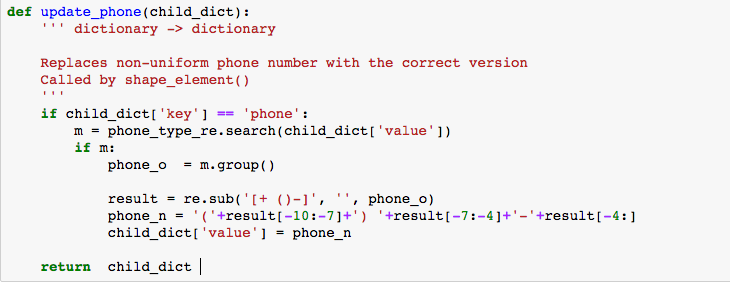 def update_phone(child_dict):
    ''' dictionary -> dictionary

    Replaces non-uniform phone number with the correct version
    Called by shape_element()
    '''
    if child_dict['key'] == 'phone':
        m = phone_type_re.search(child_dict['value'])
        if m:
            phone_o  = m.group()

            result = re.sub('[+ ()-]', '', phone_o)
            phone_n = '('+result[-10:-7]+') '+result[-7:-4]+'-'+result[-4:]
            child_dict['value'] = phone_n

    return  child_dict